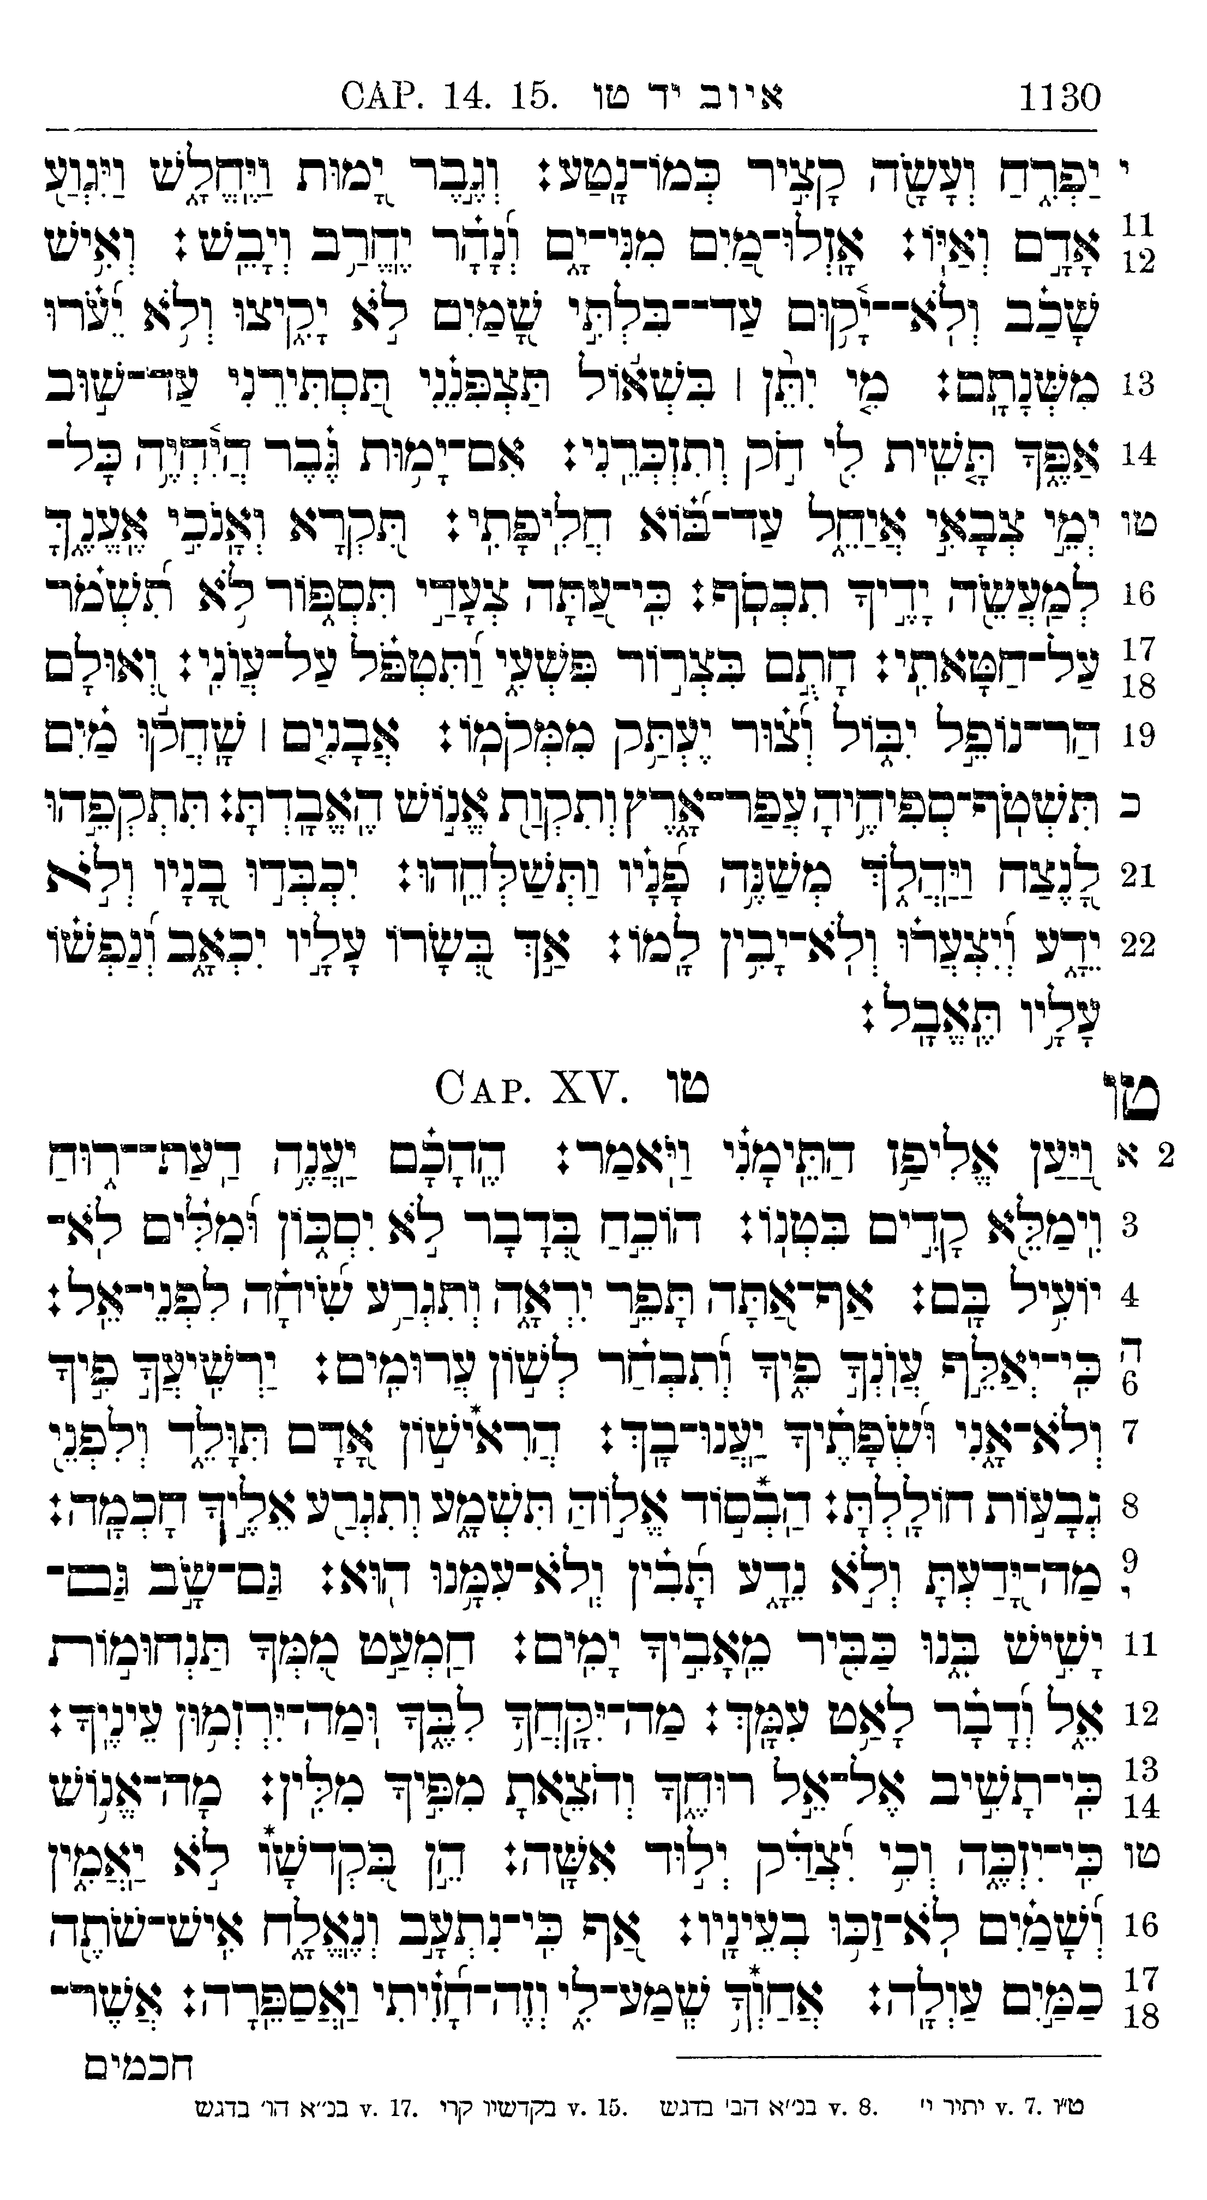 1130 איוב יד טו CAP. 14. 15.
י יַפְרִחַ וְעָשָׂה קָצִיר כְּמוֹ־נָטַע׃ וְגֶבֶר יָמוּת וַיֶּחֱלָשׁ וַיִּגְוַע
11 12 אָדָם וְאַיּוֹ׃ אָזְלוּ־מַיִם מִנִּי־יָם וְנָהָר יֶחֱרַב וְיָבֵשׁ׃ וְאִישׁ
שָׁכַב וְלֹא־יָקוּם עַד־בִּלְתִּי שָׁמַיִם לֹא יָקִיצוּ וְלֹא יֵעֹרוּ
13 מִשְּׁנָתָם׃ מִי יִתֵּן ׀ בִּשְׁאוֹל תַּצְפִּנֵנִי תַּסְתִּירֵנִי עַד־שׁוּב
14 אַפֶּךָ תָּשִׁית לִי חֹק וְתִזְכְּרֵנִי׃ אִם־יָמוּת גֶּבֶר הֲיִחְיֶה כָּל־
טו יְמֵי צְבָאִי אֲיַחֵל עַד־בּוֹא חֲלִיפָתִי׃ תִּקְרָא וְאָנֹכִי אֶעֱנֶךָּ
16 לְמַעֲשֵׂה יָדֶיךָ תִכְסֹף׃ כִּי־עַתָּה צְעָדַי תִּסְפּוֹר לֹא תִשְׁמֹר
17 18 עַל־חַטָּאתִי׃ חָתֻם בִּצְרוֹר פִּשְׁעִי וַתִּטְפֹּל עַל־עֲוֹנִי׃ וְאוּלָם
19 הַר־נוֹפֵל יִבּוֹל וְצוּר יֶעְתַּק מִמְּקֹמוֹ׃ אֲבָנִים ׀ שָׁחֲקוּ מַיִם
כ תִּשְׁטֹף־סְפִיחֶיהָ עֲפַר־אָרֶץ וְתִקְוַת אֱנוֹשׁ הֶאֱבַדְתָּ׃ תִּתְקְפֵהוּ
21 לָנֶצַח וַיַּהֲלֹךְ מְשַׁנֶּה פָנָיו וַתְּשַׁלְּחֵהוּ׃ יִכְבְּדוּ בָנָיו וְלֹא
22 יֵדָע וְיִצְעֲרוּ וְלֹא־יָבִין לָמוֹ׃ אַךְ בְּשָׂרוֹ עָלָיו יִכְאָב וְנַפְשׁוֹ
עָלָיו תֶּאֱבָל׃
טו CAP. XV. טו
2 א וַיַּעַן אֱלִיפַז הַתֵּימָנִי וַיֹּאמַר׃ הֶחָכָם יַעֲנֶה דַעַת־רוּחַ
3 וִימַלֵּא קָדִים בִּטְנוֹ׃ הוֹכֵחַ בְּדָבָר לֹא יִסְכּוֹן וּמִלִּים לֹא־
4 יוֹעִיל בָּם׃ אַף־אַתָּה תָּפֵר יִרְאָה וְתִגְרַע שִׂיחָה לִפְנֵי־אֵל׃
ה 6 כִּי־יְאַלֵּף עֲוֺנְךָ פִיךָ וְתִבְחַר לְשׁוֹן עֲרוּמִים׃ יַרְשִׁיעֲךָ פִיךָ
7 וְלֹא־אָנִי וּשְׂפָתֶיךָ יַעֲנוּ־בָךְ׃ הֲרִאישׁוֹן* אָדָם תִּוָּלֵד וְלִפְנֵי
8 גְבָעוֹת חוֹלָלְתָּ׃ הַבְּסוֹד* אֱלוֹהַּ תִּשְׁמָע וְתִגְרַע אֵלֶיךָ חָכְמָה׃
9 י מַה־יָּדַעְתָּ וְלֹא נֵדָע תָּבִין וְלֹא־עִמָּנוּ הוּא׃ גַּם־שָׂב גַּם־
11 יָשִׁישׁ בָּנוּ כַּבִּיר מֵאָבִיךָ יָמִים׃ הַמְעַט מִמְּךָ תַּנְחוּמוֹת
12 אֵל וְדָבָר לָאַט עִמָּךְ׃ מַה־יִּקָּחֲךָ לִבֶּךָ וּמַה־יִּרְזְמוּן עֵינֶיךָ׃
13 14 כִּי־תָשִׁיב אֶל־אֵל רוּחֶךָ וְהֹצֵאתָ מִפִּיךָ מִלִּין׃ מָה־אֱנוֹשׁ
טו כִּי־יִזְכֶּה וְכִי יִצְדַּק יְלוּד אִשָּׁה׃ הֵן בִּקְדֹשָׁו* לֹא יַאֲמִין
16 וְשָׁמַיִם לֹא־זַכּוּ בְעֵינָיו׃ אַף כִּי־נִתְעָב וְנֶאֱלָח אִישׁ־שֹׁתֶה
17 18 כַמַּיִם עַוְלָה׃ אֲחַוְּךָ* שְׁמַע־לִי וְזֶה־חָזִיתִי וַאֲסַפֵּרָה׃ אֲשֶׁר־
חכמים
ט״ו v. 7. יתיר י׳ v. 8. בנ״א הב׳ בדגש v. 15. בקדשיו קרי v. 17. בנ״א הו׳ בדגש